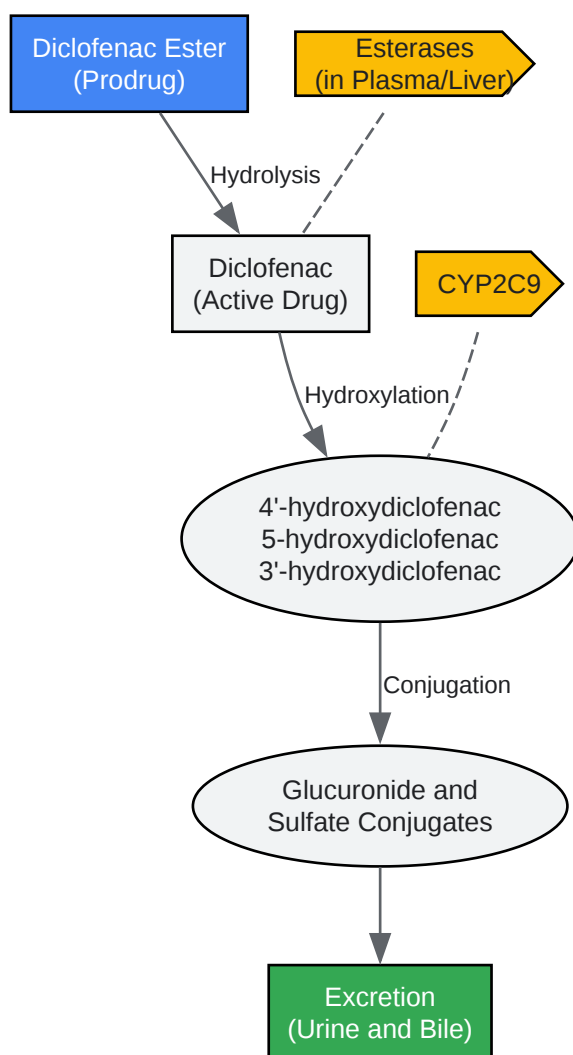 Diclofenac Ester
(Prodrug)
Esterases
(in Plasma/Liver)
Hydrolysis
Diclofenac
(Active Drug)
CYP2C9
Hydroxylation
4'-hydroxydiclofenac
5-hydroxydiclofenac
3'-hydroxydiclofenac
Conjugation
Glucuronide and
Sulfate Conjugates
Excretion
(Urine and Bile)